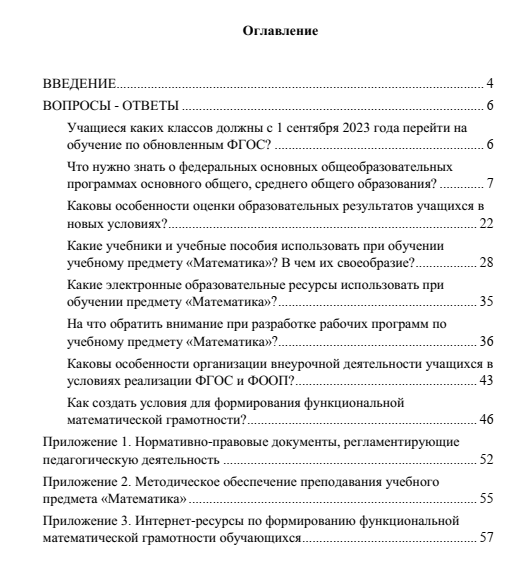 Оглавление
ВВЕДЕНИЕ..................................................................................................... 4
ВОПРОСЫ - ОТВЕТЫ ................................................................................... 6
Учащиеся каких классов должны с 1 сентября 2023 года перейти на
обучение по обновленным ФГОС? ............................................................. 6
Что нужно знать о федеральных основных общеобразовательных
программах основного общего, среднего общего образования? ............. 7
Каковы особенности оценки образовательных результатов учащихся в
новых условиях?......................................................................................... 22
Какие учебники и учебные пособия использовать при обучении
учебному предмету «Математика»? В чем их своеобразие?.................. 28
Какие электронные образовательные ресурсы использовать при
обучении предмету «Математика»?.......................................................... 35
На что обратить внимание при разработке рабочих программ по
учебному предмету «Математика»?.......................................................... 36
Каковы особенности организации внеурочной деятельности учащихся в
условиях реализации ФГОС и ФООП?..................................................... 43
Как создать условия для формирования функциональной
математической грамотности?................................................................... 46
Приложение 1. Нормативно-правовые документы, регламентирующие
педагогическую деятельность ....................................................................... 52
Приложение 2. Методическое обеспечение преподавания учебного
предмета «Математика» ................................................................................. 55
Приложение 3. Интернет-ресурсы по формированию функциональной
математической грамотности обучающихся................................................ 57